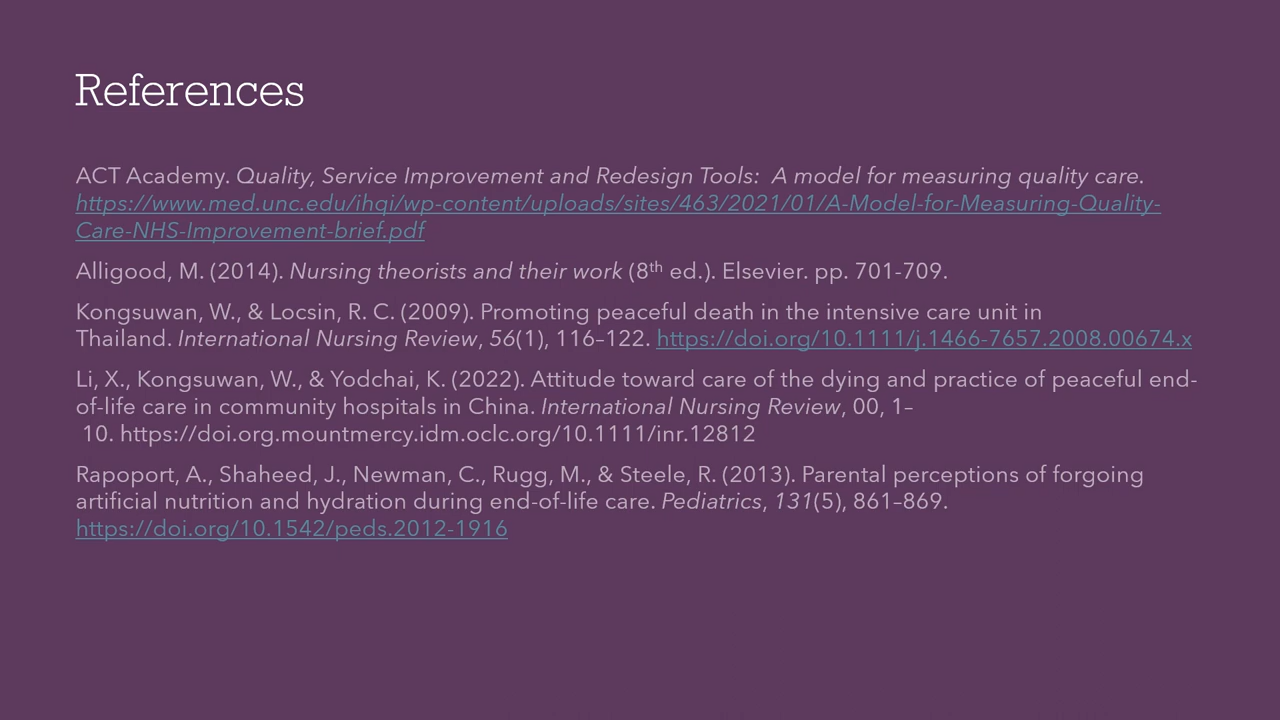 References
ACT Academy. Quality, Service Improvement and Redesign Tools:  A model for measuring quality care.
https://www.med.unc.edu/ihqi/wp-content/uploads/sites/463/2021/01/A-Model-for-Measuring-Quality-
Care-NHS-Improvement-brief.pdf
Alligood, M. (2014). Nursing theorists and their work (8th ed.). Elsevier. pp. 701-709.
Kongsuwan, W., & Locsin, R. C. (2009). Promoting peaceful death in the intensive care unit in
Thailand. International Nursing Review, 56(1), 116–122. https://doi.org/10.1111/j.1466-7657.2008.00674.x
Li, X., Kongsuwan, W., & Yodchai, K. (2022). Attitude toward care of the dying and practice of peaceful end-
of-life care in community hospitals in China. International Nursing Review, 00, 1–
10. https://doi.org.mountmercy.idm.oclc.org/10.1111/inr.12812
Rapoport, A., Shaheed, J., Newman, C., Rugg, M., & Steele, R. (2013). Parental perceptions of forgoing
artificial nutrition and hydration during end-of-life care. Pediatrics, 131(5), 861–869.
https://doi.org/10.1542/peds.2012-1916